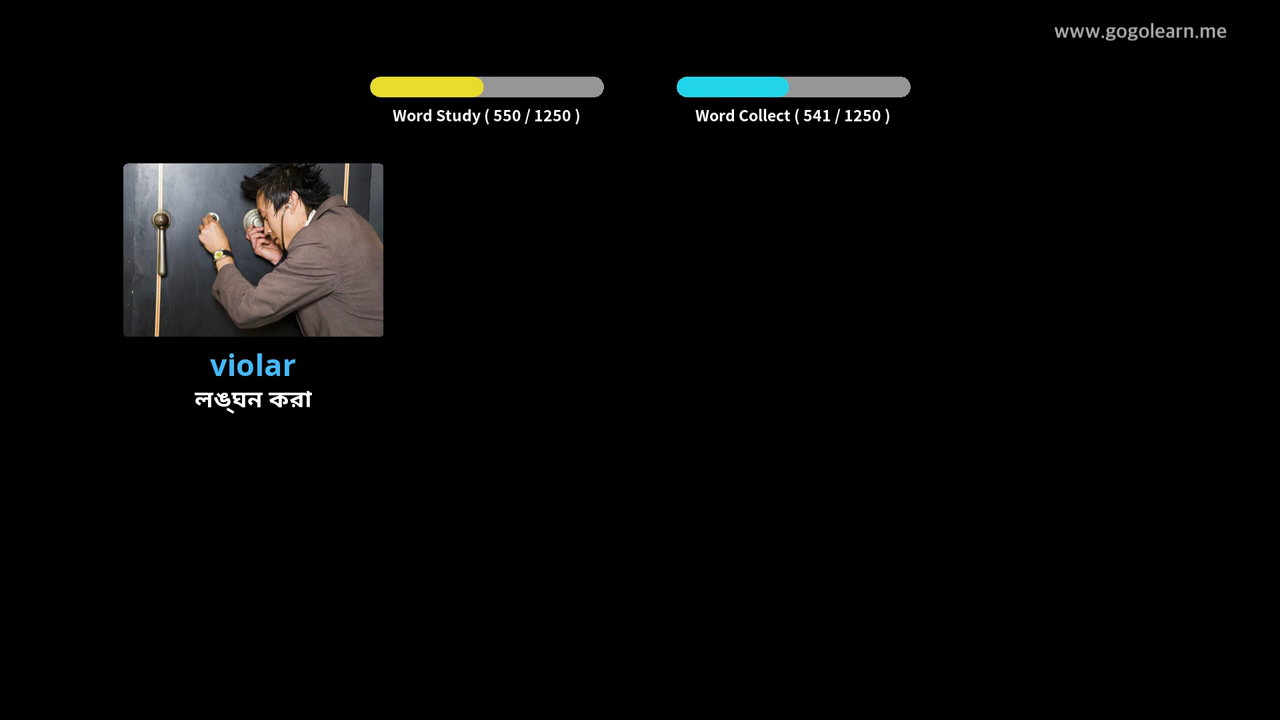 www.gogolearn.me
Word Study ( 550 / 1250 )
Word Collect ( 541 / 1250 )
violar
লঙ্ঘন করা